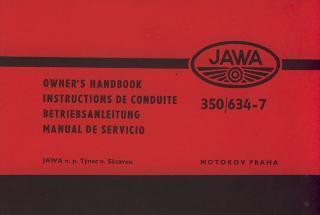 JAWA
OWNER'S HANDBOOK
INSTRUCTIONS DE CONDUITE
BETRIEBSANLEITUNG
MANUAL DE SERVICIO
350/634-7
JAWA n. p. Týnec n. Sázavou
MOTOKOV PRAHA